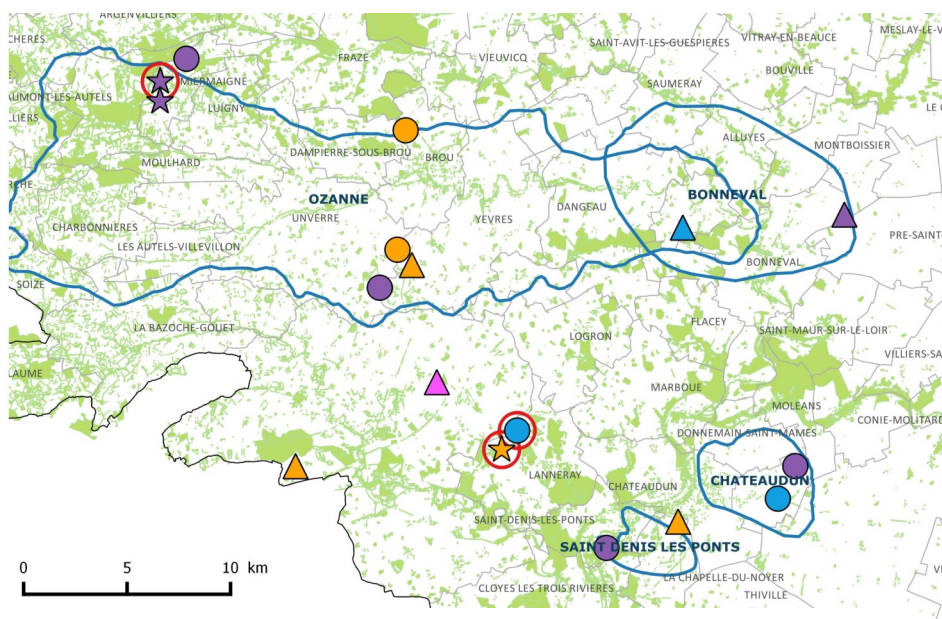 ARGENVILLIERS
MESLAY-LE-V
VITRAY-EN-BEAUCE
CHERES
SAINT-AVIT-LES-GUESPIERES
FRAZE
VIEUVICQ
BOUVILLE
MIERMAIGNE
SAUMERAY
AUMONT-LES-AUTELS
LUIGNY
LE
LLIERS
ALLUYES
MONTBOISSIER
DAMPIERRE-SOUS-BROU
BROU
MOULHARD
RCHE
BONNEVAL
OZANNE
DANGEAU
UNVERRE
YEVRES
CHARBONNIERES
PRE-SAINT-
LES AUTELS-VILLEVILLON
BONNEVAL
SOIZE
FLACEY
LA BAZOCHE-GOUET
SAINT-MAUR-SUR-LE-LOIR
LOGRON
VILLIERS-SA
LAUME
MARBOUE
MOLEANS
CONIE-MOLITARD
DONNEMAIN-SAINT-MAMES
LANNERAY
CHATEAUDUN
CHATEAUDUN
SAINT-DENIS-LES-PONTS
SAINT DENIS LES PONTS
0 5 10 km
LA CHAPELLE-DU-NOYER
CLOYES LES TROIS RIVIERES
THIVILLE